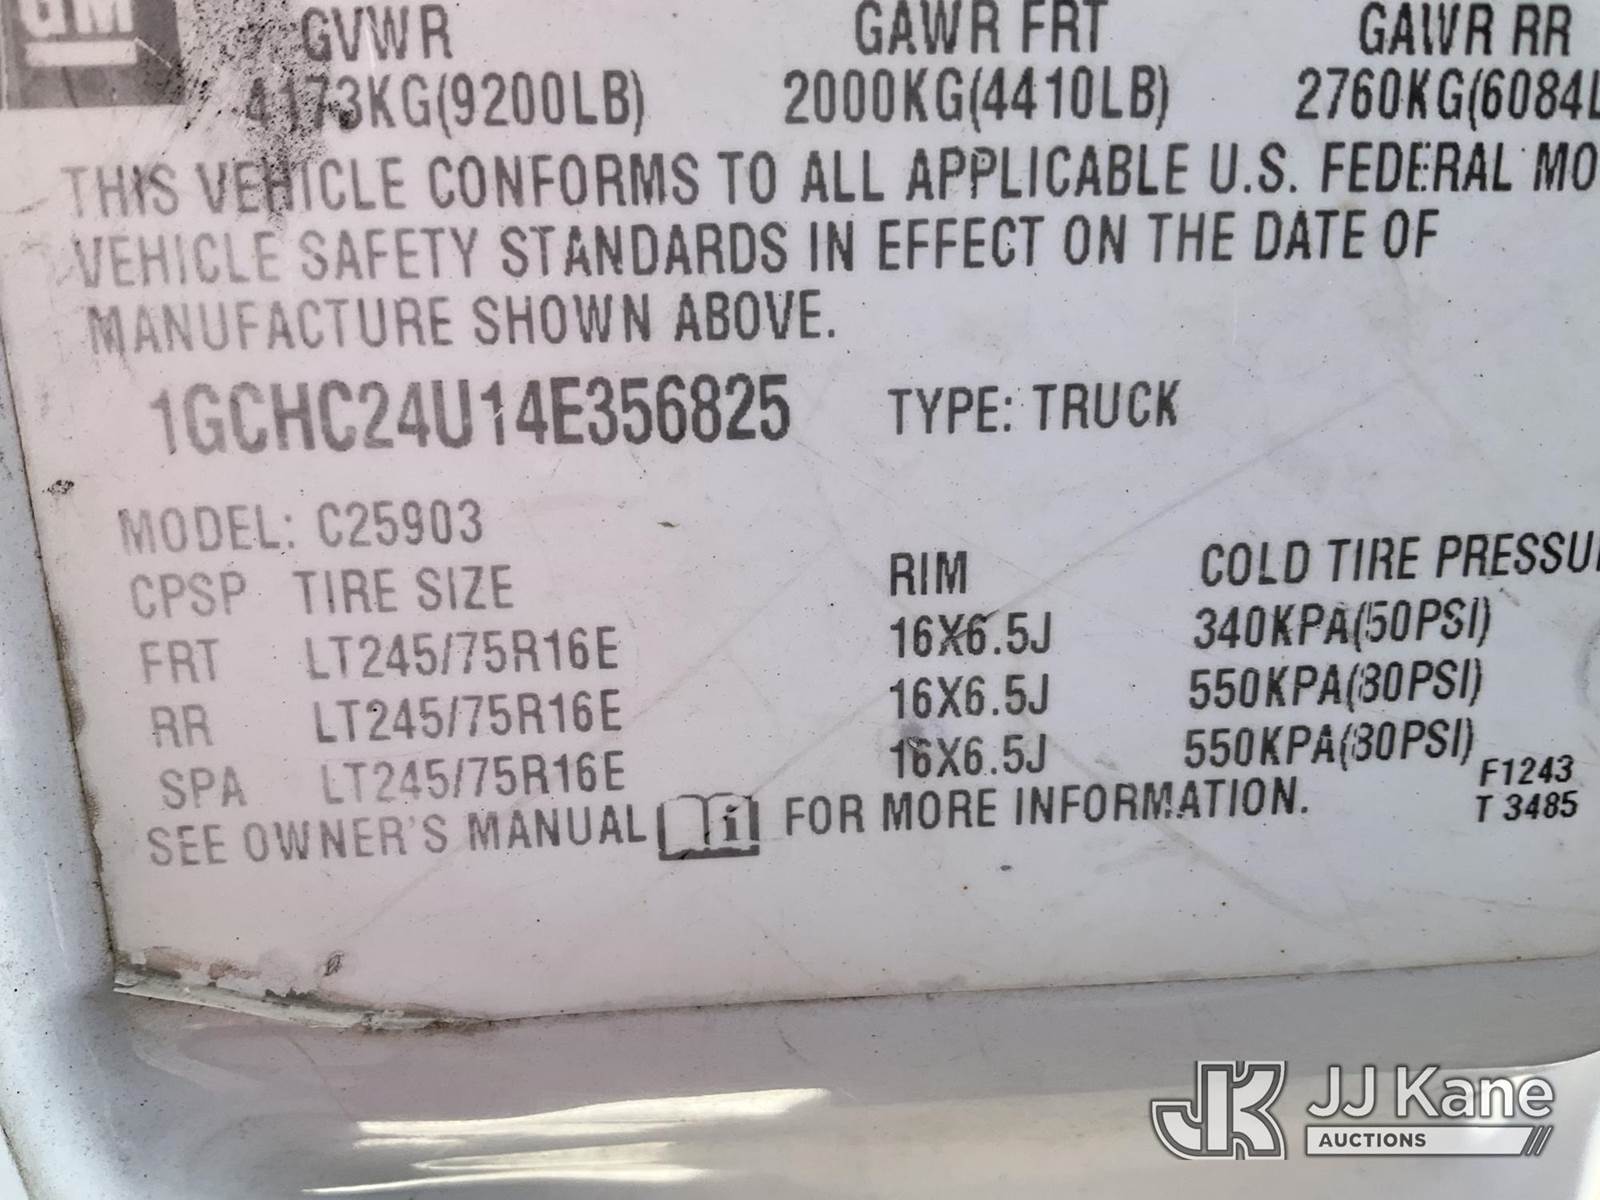 GM GVWR GAWR FRT GAWR RR
4173KG(9200LB) 2000KG(4410LB) 2760KG(6084L
THIS VEHICLE CONFORMS TO ALL APPLICABLE U.S. FEDERAL MO
VEHICLE SAFETY STANDARDS IN EFFECT ON THE DATE OF
MANUFACTURE SHOWN ABOVE.
1GCHC24U14E356825 TYPE: TRUCK
MODEL: C25903
CPSP TIRE SIZE RIM COLD TIRE PRESSU
FRT LT245/75R16E 16X6.5J 340KPA(50PSI)
RR LT245/75R16E 16X6.5J 550KPA(80PSI)
SPA LT245/75R16E 16X6.5J 550KPA(80PSI)
F1243
T 3485
SEE OWNER'S MANUAL i FOR MORE INFORMATION.
JK JJ Kane
AUCTIONS